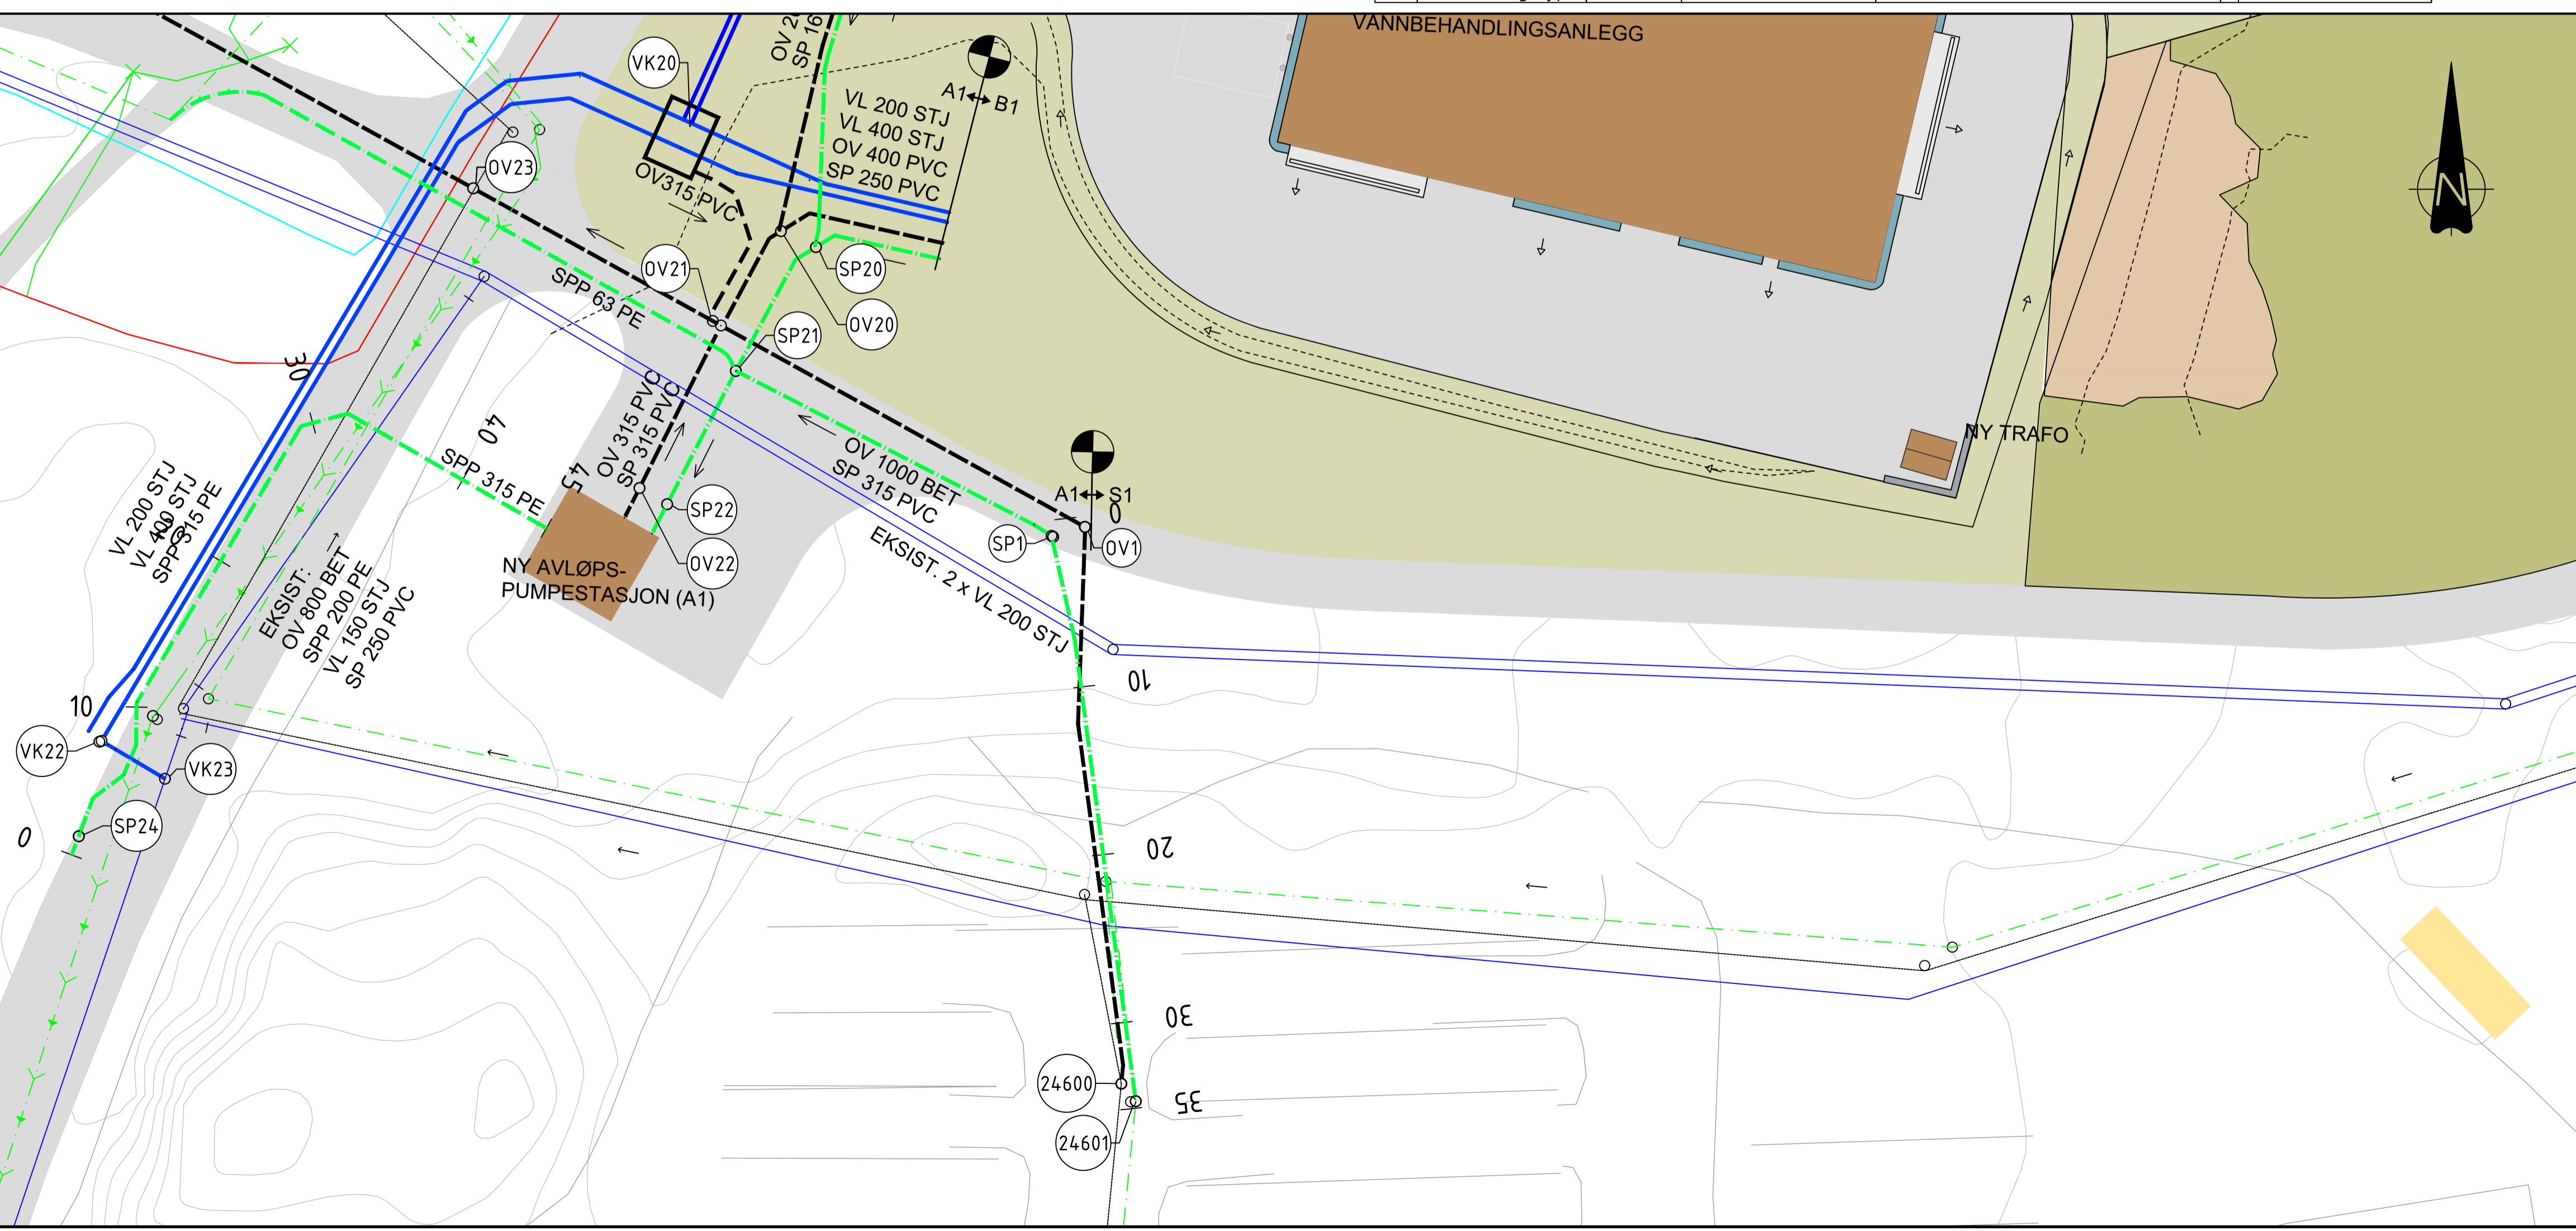 VANNBEHANDLINGSANLEGG
VK20
OV 20
SP 16
A1
B1
VL 200 STJ
VL 400 STJ
OV 400 PVC
SP 250 PVC
OV23
OV315 PVC
N
OV21
SP20
SPP 63 PE
OV20
SP21
30
40
OV 315 PVC
SP 315 PVC
NY TRAFO
SPP 315 PE
45
OV 1000 BET
SP 315 PVC
A1
S1
0
VL 200 STJ
VL 400 STJ
SPP 315 PE
20
SP22
SP1
OV1
OV22
EKSIST. 2 x VL 200 STJ
NY AVLØPS-
PUMPESTASJON (A1)
EKSIST:
OV 800 BET
SPP 200 PE
VL 150 STJ
SP 250 PVC
10
10
VK22
VK23
SP24
0
20
30
24600
35
24601